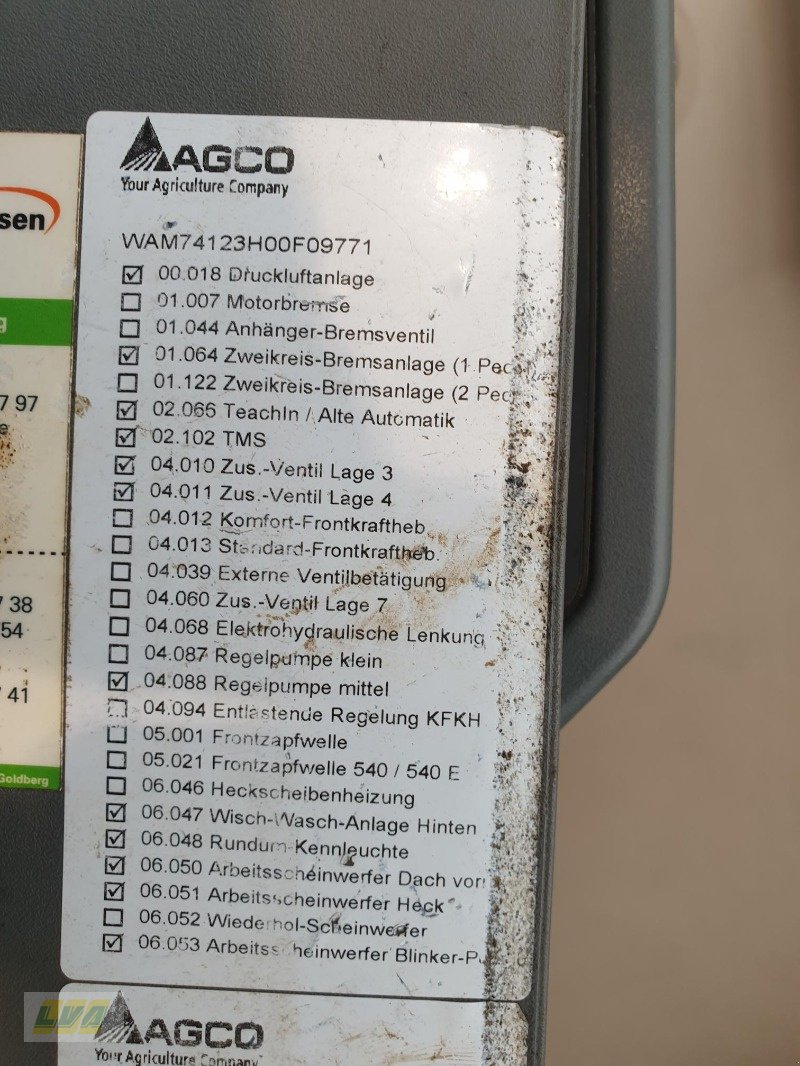 AGCO
Your Agriculture Company
sen
WAM74123H00F09771
☑ 00.018 Druckluftanlage
☐ 01.007 Motorbremse
☐ 01.044 Anhänger-Bremsventil
☑ 01.064 Zweikreis-Bremsanlage (1 Ped
☐ 01.122 Zweikreis-Bremsanlage (2 Ped
7 97
☑ 02.066 TeachIn / Alte Automatik
e
☑ 02.102 TMS
☑ 04.010 Zus.-Ventil Lage 3
☑ 04.011 Zus.-Ventil Lage 4
☐ 04.012 Komfort-Frontkraftheb
☐ 04.013 Standard-Frontkraftheb.
☐ 04.039 Externe Ventilbetätigung
☐ 04.060 Zus.-Ventil Lage 7
7 38
☐ 04.068 Elektrohydraulische Lenkung
54
☐ 04.087 Regelpumpe klein
☑ 04.088 Regelpumpe mittel
41
☐ 04.094 Entlastende Regelung KFKH
☐ 05.001 Frontzapfwelle
☐ 05.021 Frontzapfwelle 540 / 540 E
Goldberg
☐ 06.046 Heckscheibenheizung
☑ 06.047 Wisch-Wasch-Anlage Hinten
☑ 06.048 Rundum-Kennleuchte
☑ 06.050 Arbeitsscheinwerfer Dach vor
☑ 06.051 Arbeitsscheinwerfer Heck
☐ 06.052 Wiederhol-Scheinwerfer
☑ 06.053 Arbeitsscheinwerfer Blinker-P
LVA
AGCO
Your Agriculture Company